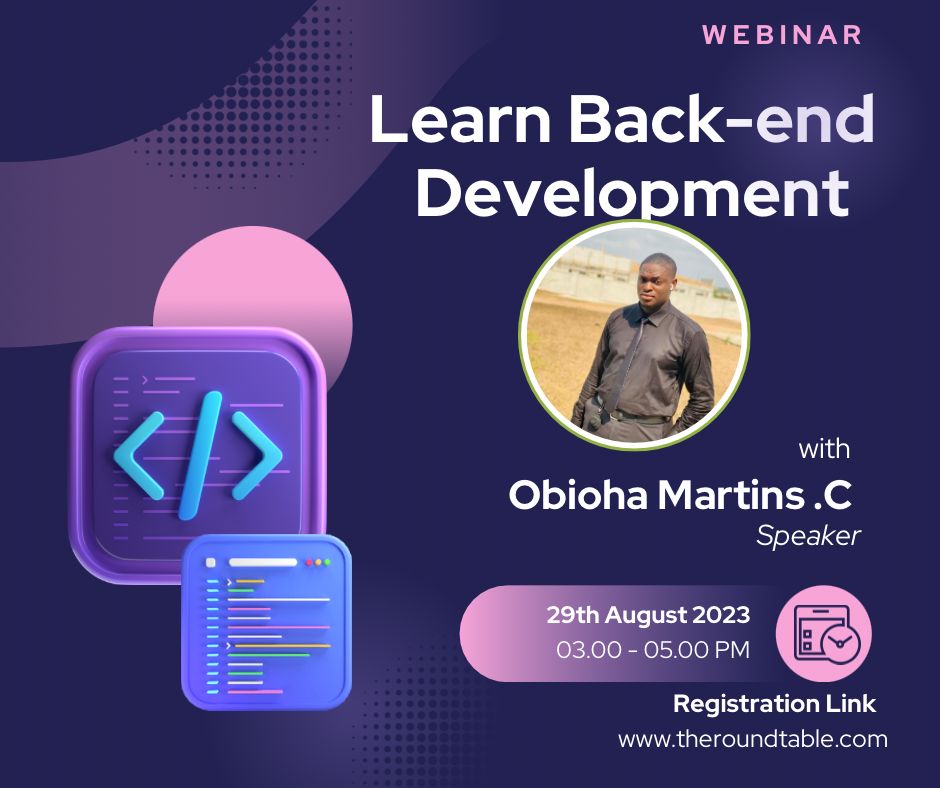 WEBINAR
Learn Back-end
Development
with
Obioha Martins .C
Speaker
29th August 2023
03.00 - 05.00 PM
Registration Link
www.theroundtable.com